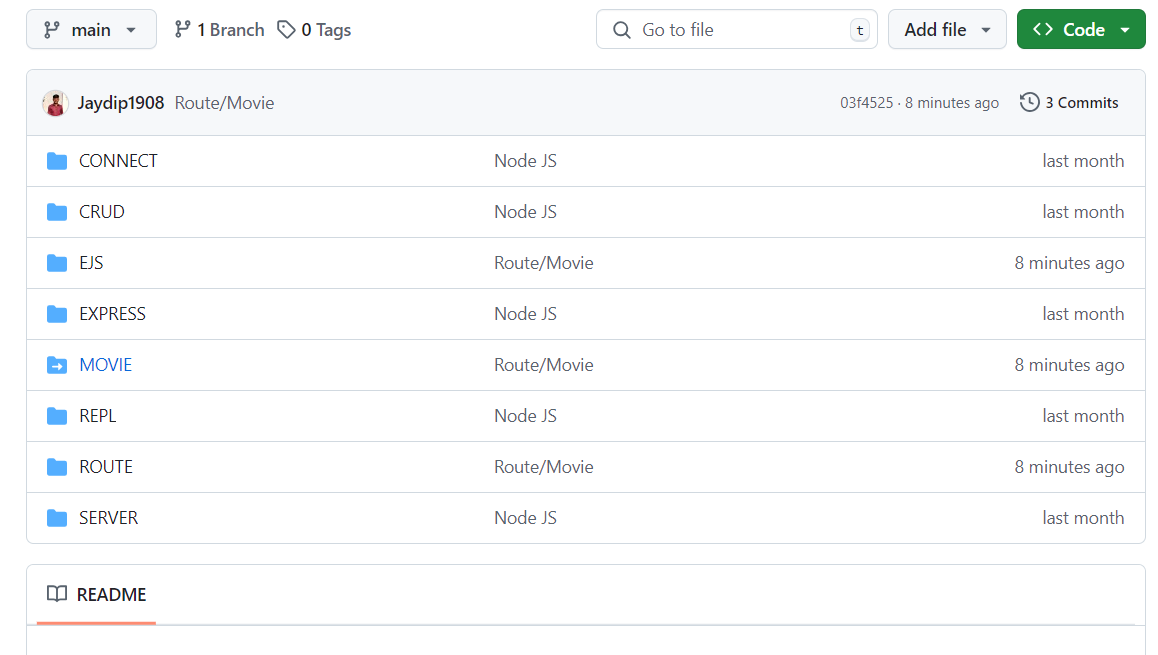 main 1 Branch 0 Tags Go to file t Add file Code
Jaydip1908 Route/Movie 03f4525 · 8 minutes ago 3 Commits
CONNECT Node JS last month
CRUD Node JS last month
EJS Route/Movie 8 minutes ago
EXPRESS Node JS last month
MOVIE Route/Movie 8 minutes ago
REPL Node JS last month
ROUTE Route/Movie 8 minutes ago
SERVER Node JS last month
README